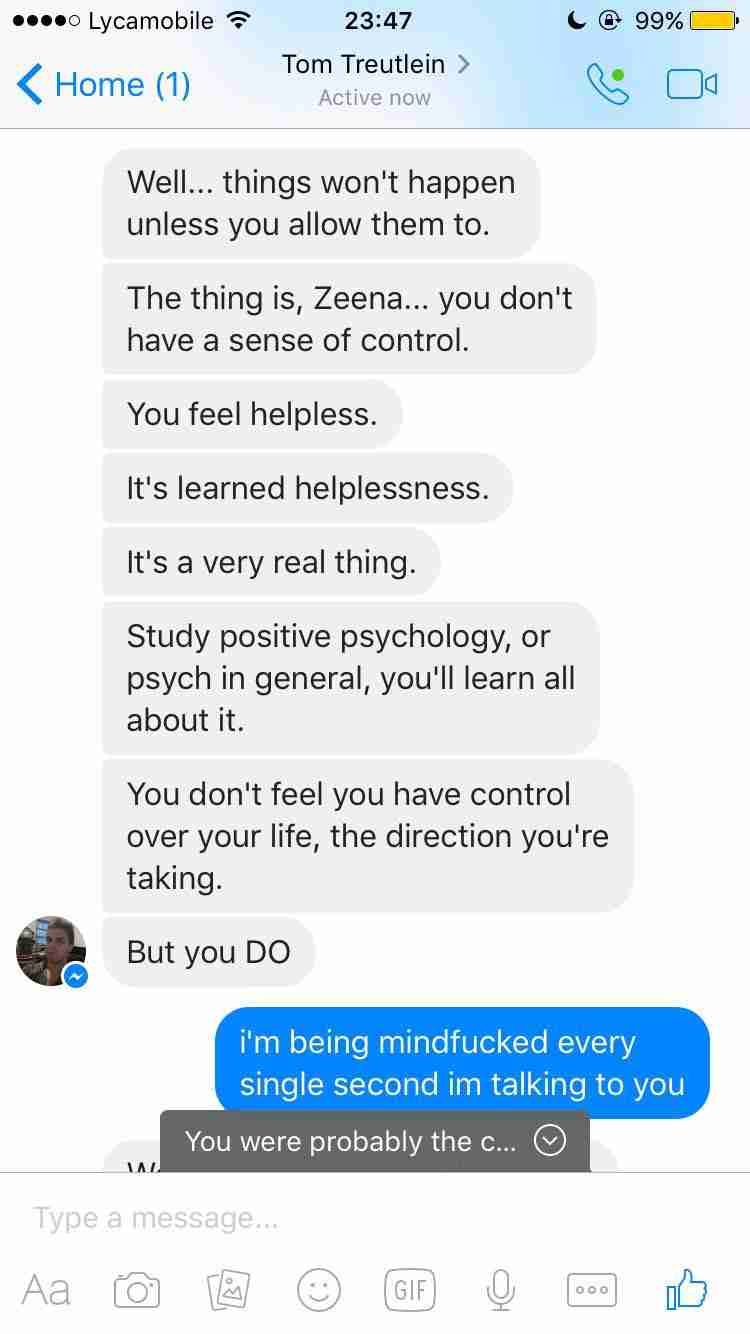 Lycamobile 23:47 99%
Home (1) Tom Treutlein
Active now
Well... things won't happen
unless you allow them to.
The thing is, Zeena... you don't
have a sense of control.
You feel helpless.
It's learned helplessness.
It's a very real thing.
Study positive psychology, or
psych in general, you'll learn all
about it.
You don't feel you have control
over your life, the direction you're
taking.
But you DO
i'm being mindfucked every
single second im talking to you
You were probably the c...
Type a message...
Aa GIF